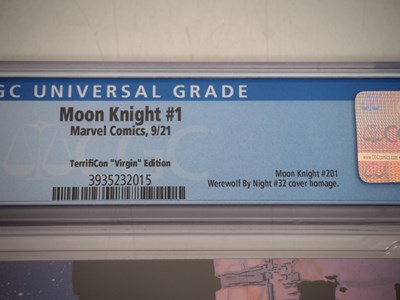 GC UNIVERSAL GRADE
Moon Knight #1
Marvel Comics, 9/21
TerrifiCon "Virgin" Edition
3935232015
Moon Knight #201
Werewolf By Night #32 cover homage.